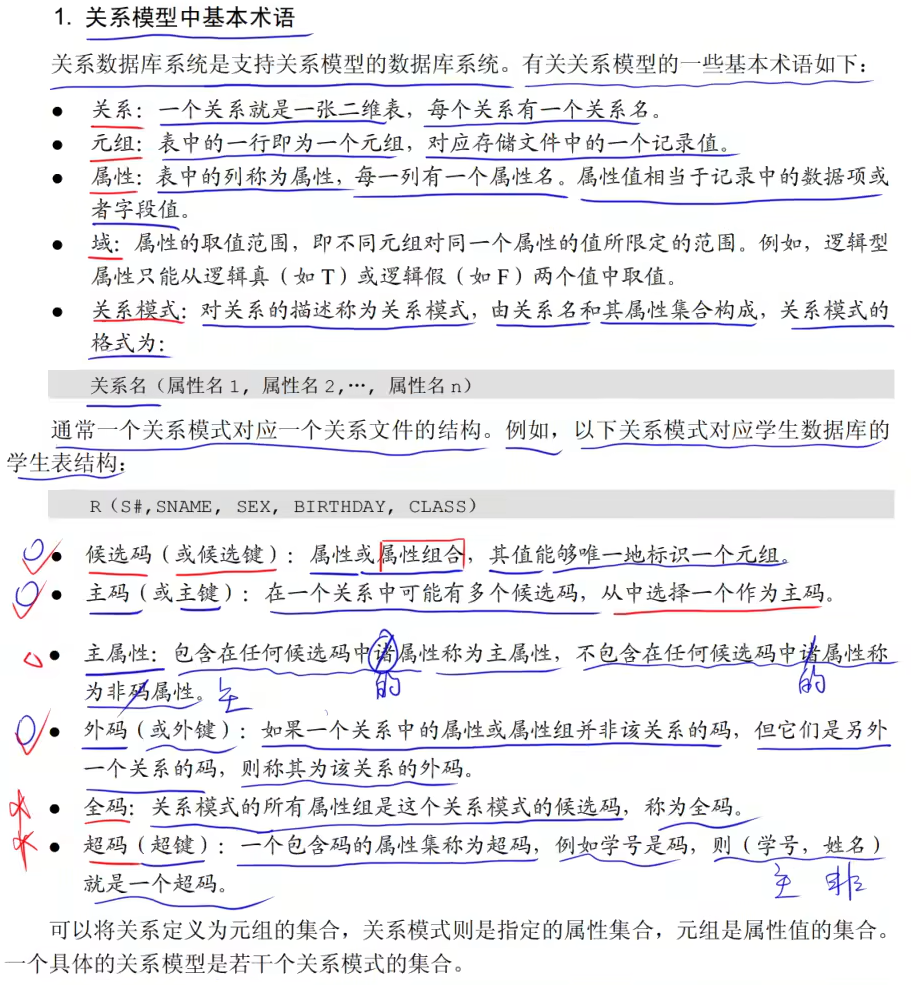 1. 关系模型中基本术语
关系数据库系统是支持关系模型的数据库系统。有关关系模型的一些基本术语如下：
● 关系：一个关系就是一张二维表，每个关系有一个关系名。
● 元组：表中的一行即为一个元组，对应存储文件中的一个记录值。
● 属性：表中的列称为属性，每一列有一个属性名。属性值相当于记录中的数据项或
者字段值。
● 域：属性的取值范围，即不同元组对同一个属性的值所限定的范围。例如，逻辑型
属性只能从逻辑真（如 T）或逻辑假（如 F）两个值中取值。
● 关系模式：对关系的描述称为关系模式，由关系名和其属性集合构成，关系模式的
格式为：
关系名（属性名 1, 属性名 2,…, 属性名 n）
通常一个关系模式对应一个关系文件的结构。例如，以下关系模式对应学生数据库的
学生表结构：
R（S#,SNAME, SEX, BIRTHDAY, CLASS）
● 候选码（或候选键）：属性或属性组合，其值能够唯一地标识一个元组。
● 主码（或主键）：在一个关系中可能有多个候选码，从中选择一个作为主码。
● 主属性：包含在任何候选码中诸属性称为主属性，不包含在任何候选码中诸属性称
的 的
为非码属性。 主
● 外码（或外键）：如果一个关系中的属性或属性组并非该关系的码，但它们是另外
一个关系的码，则称其为该关系的外码。
● 全码：关系模式的所有属性组是这个关系模式的候选码，称为全码。
● 超码（超键）：一个包含码的属性集称为超码，例如学号是码，则（学号，姓名）
就是一个超码。
主 非
可以将关系定义为元组的集合，关系模式则是指定的属性集合，元组是属性值的集合。
一个具体的关系模型是若干个关系模式的集合。